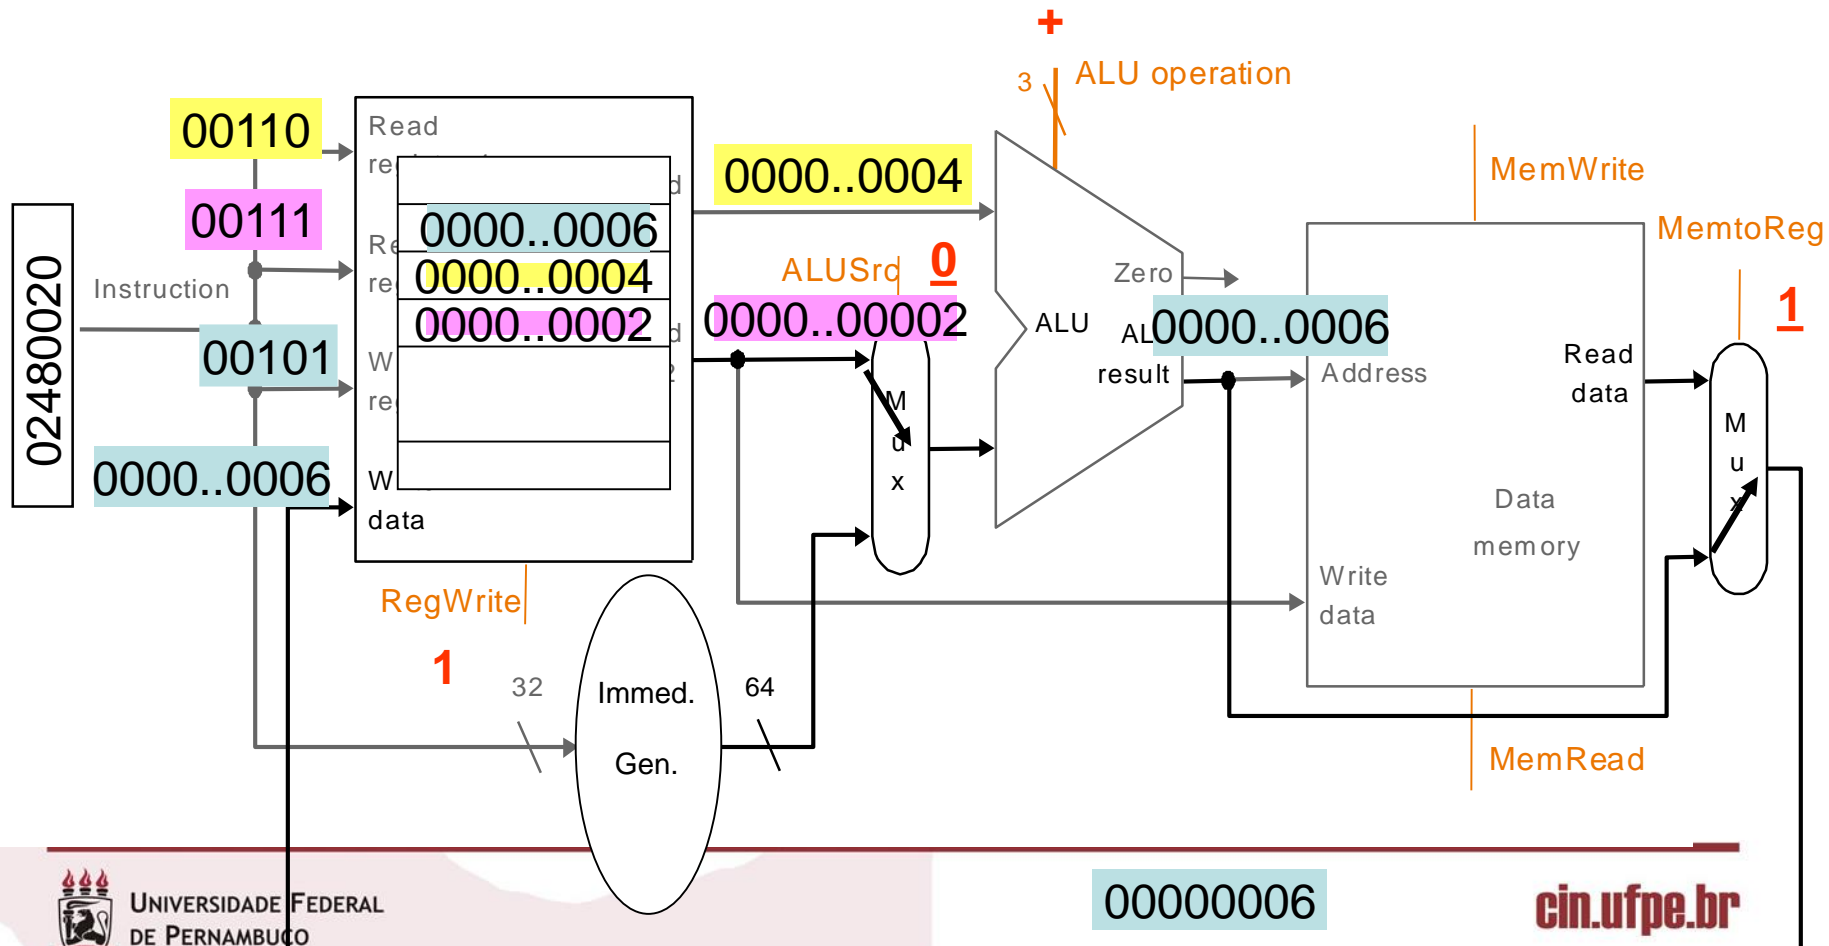 +
3
ALU operation
00110
Read
0000..0004
MemWrite
00111
0000..0006
MemtoReg
0
ALUSrc
0000..0004
Zero
02480020
Instruction
1
0000..0002
0000..00002
ALU
0000..0006
00101
Read
data
result
Address
M
u
x
M
u
x
0000..0006
data
Data
memory
Write
data
RegWrite
1
32
Immed.
Gen.
64
MemRead
UNIVERSIDADE FEDERAL
DE PERNAMBUCO
00000006
cin.ufpe.br